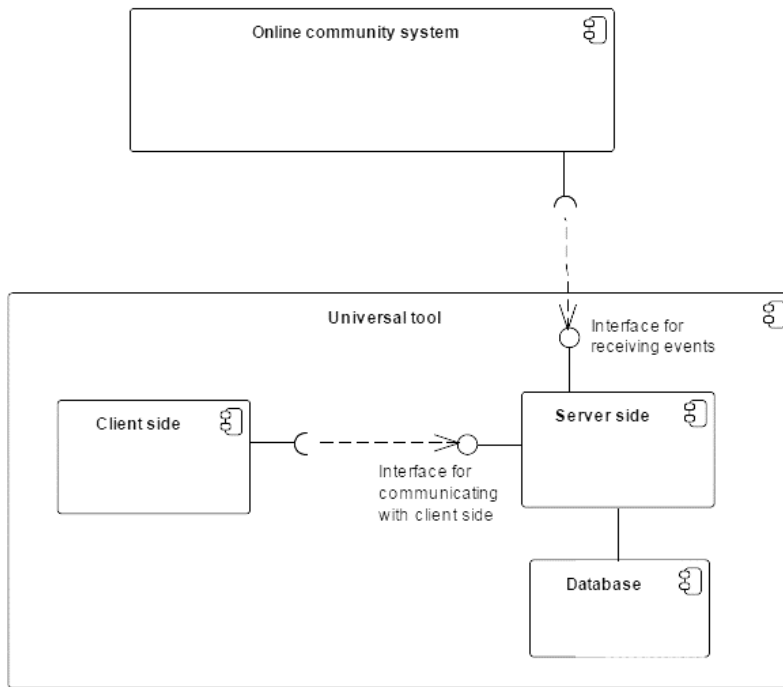 Online community system
Universal tool
Interface for
receiving events
Client side
Server side
Interface for
communicating
with client side
Database